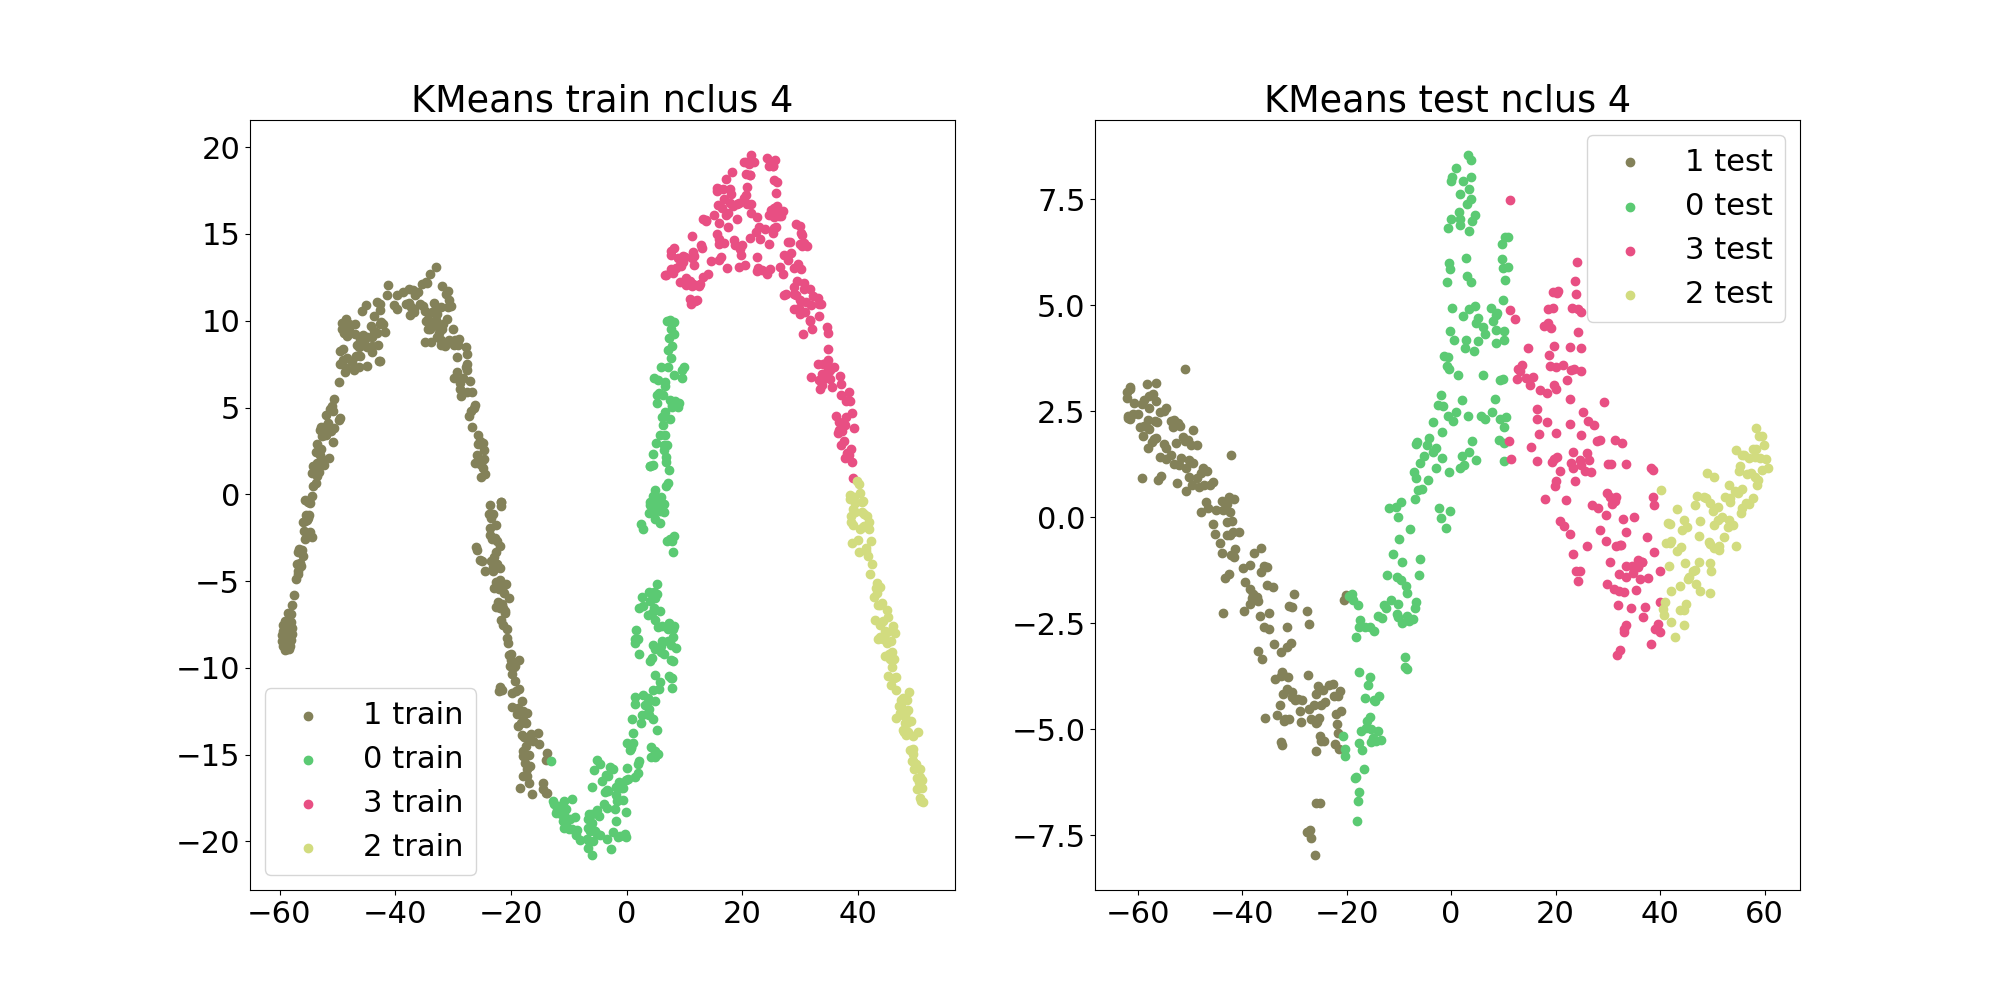 KMeans train nclus 4
20
15
10
5
0
−5
−10
−15
−20
1 train
0 train
3 train
2 train
−60 −40 −20 0 20 40
KMeans test nclus 4
7.5
5.0
2.5
0.0
−2.5
−5.0
−7.5
1 test
0 test
3 test
2 test
−60 −40 −20 0 20 40 60